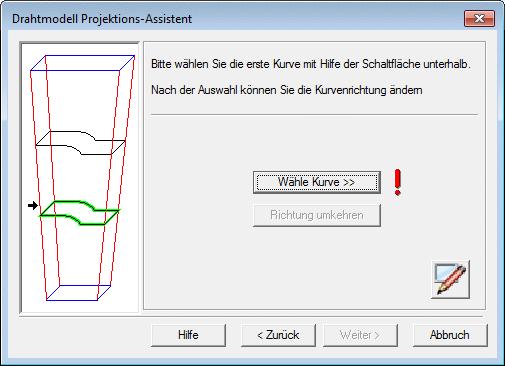 Drahtmodell Projektions-Assistent
Bitte wählen Sie die erste Kurve mit Hilfe der Schaltfläche unterhalb.
Nach der Auswahl können Sie die Kurvenrichtung ändern
Wähle Kurve >>
Richtung umkehren
Hilfe
< Zurück
Weiter >
Abbruch